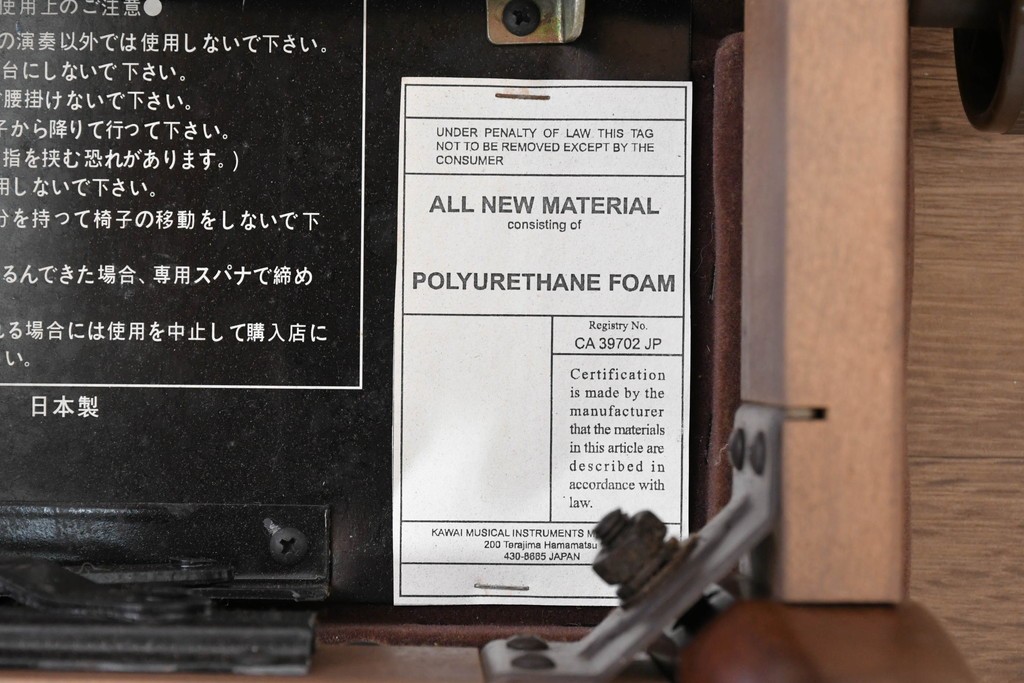 使用上のご注意●
の演奏以外では使用しないで下さい。
台にしないで下さい。
腰掛けないで下さい。
から降りて行つて下さい。
指を挟む恐れがあります。)
用しないで下さい。
分を持つて椅子の移動をしないで下
るんできた場合、専用スパナで締め
れる場合には使用を中止して購入店に
い。
日本製
UNDER PENALTY OF LAW THIS TAG
NOT TO BE REMOVED EXCEPT BY THE
CONSUMER
ALL NEW MATERIAL
consisting of
POLYURETHANE FOAM
Registry No.
CA 39702 JP
Certification
is made by the
manufacturer
that the materials
in this article are
described in
accordance with
law.
KAWAI MUSICAL INSTRUMENTS
200 Terajima Hamamatsu
430-8665 JAPAN